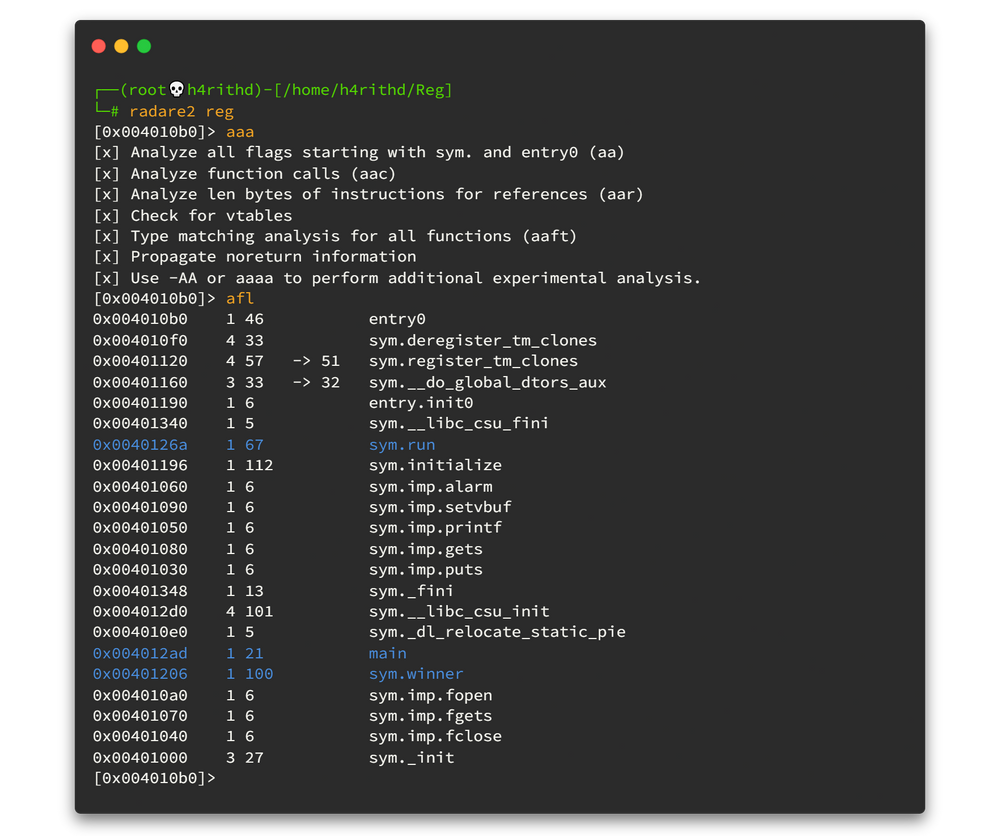 ┌──(root💀h4rithd)-[/home/h4rithd/Reg]
└─# radare2 reg
[0x004010b0]> aaa
[x] Analyze all flags starting with sym. and entry0 (aa)
[x] Analyze function calls (aac)
[x] Analyze len bytes of instructions for references (aar)
[x] Check for vtables
[x] Type matching analysis for all functions (aaft)
[x] Propagate noreturn information
[x] Use -AA or aaaa to perform additional experimental analysis.
[0x004010b0]> afl
0x004010b0    1 46           entry0
0x004010f0    4 33           sym.deregister_tm_clones
0x00401120    4 57   -> 51   sym.register_tm_clones
0x00401160    3 33   -> 32   sym.__do_global_dtors_aux
0x00401190    1 6            entry.init0
0x00401340    1 5            sym.__libc_csu_fini
0x0040126a    1 67           sym.run
0x00401196    1 112          sym.initialize
0x00401060    1 6            sym.imp.alarm
0x00401090    1 6            sym.imp.setvbuf
0x00401050    1 6            sym.imp.printf
0x00401080    1 6            sym.imp.gets
0x00401030    1 6            sym.imp.puts
0x00401348    1 13           sym._fini
0x004012d0    4 101          sym.__libc_csu_init
0x004010e0    1 5            sym._dl_relocate_static_pie
0x004012ad    1 21           main
0x00401206    1 100          sym.winner
0x004010a0    1 6            sym.imp.fopen
0x00401070    1 6            sym.imp.fgets
0x00401040    1 6            sym.imp.fclose
0x00401000    3 27           sym._init
[0x004010b0]>